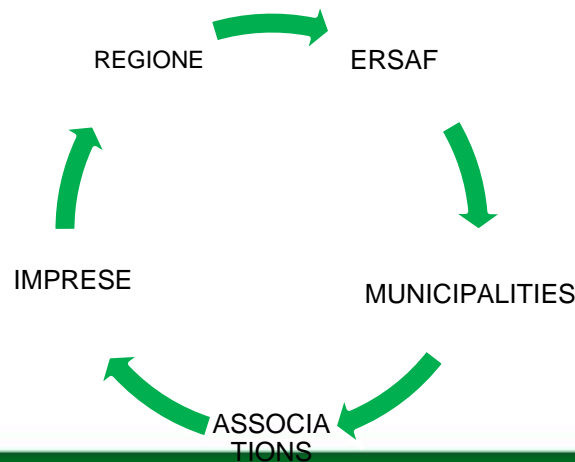 REGIONE
ERSAF
IMPRESE
MUNICIPALITIES
ASSOCIA
TIONS